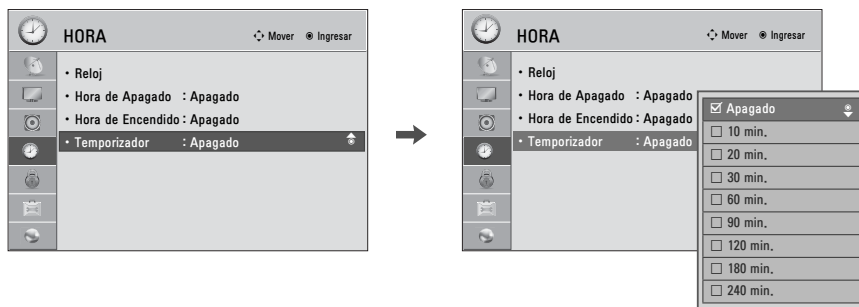 HORA
Mover
Ingresar
• Reloj
• Hora de Apagado : Apagado
• Hora de Encendido : Apagado
• Temporizador : Apagado
HORA
Mover
Ingresar
• Reloj
• Hora de Apagado : Apagado
• Hora de Encendido : Apagado
• Temporizador : Apagado
Apagado
10 min.
20 min.
30 min.
60 min.
90 min.
120 min.
180 min.
240 min.